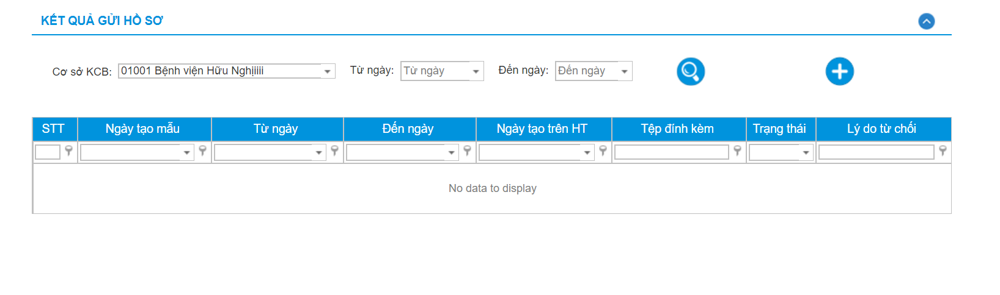 KẾT QUẢ GỬI HỒ SƠ
Cơ sở KCB: 01001 Bệnh viện Hữu Nghịiiii Từ ngày: Từ ngày Đến ngày: Đến ngày
STT Ngày tạo mẫu Từ ngày Đến ngày Ngày tạo trên HT Tệp đính kèm Trạng thái Lý do từ chối
No data to display